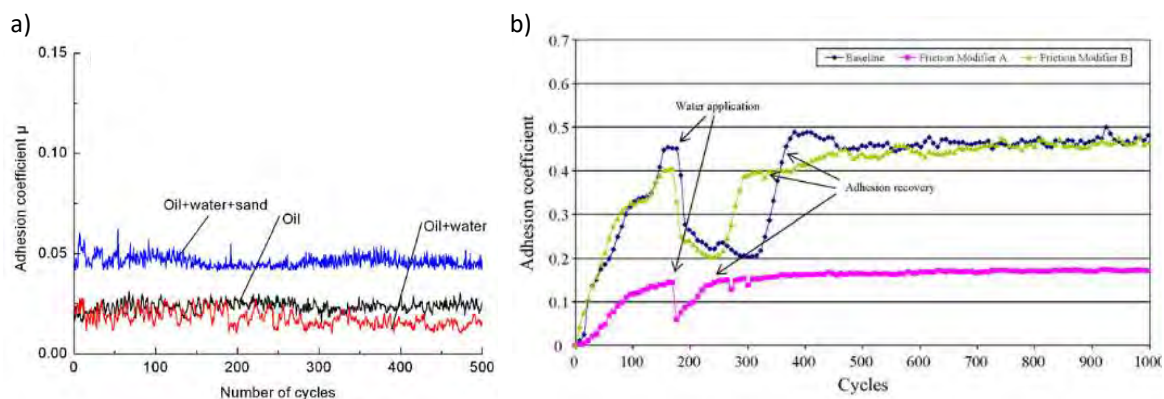 a)
0.15
0.10
0.05
0.00
Adhesion coefficient μ
Oil+water+sand
Oil
Oil+water
0
100
200
300
400
500
Number of cycles
b)
0.7
0.6
0.5
0.4
0.3
0.2
0.1
0
Adhesion coefficient
Baseline
Friction Modifier A
Friction Modifier B
Water application
Adhesion recovery
0
100
200
300
400
500
600
700
800
900
1000
Cycles